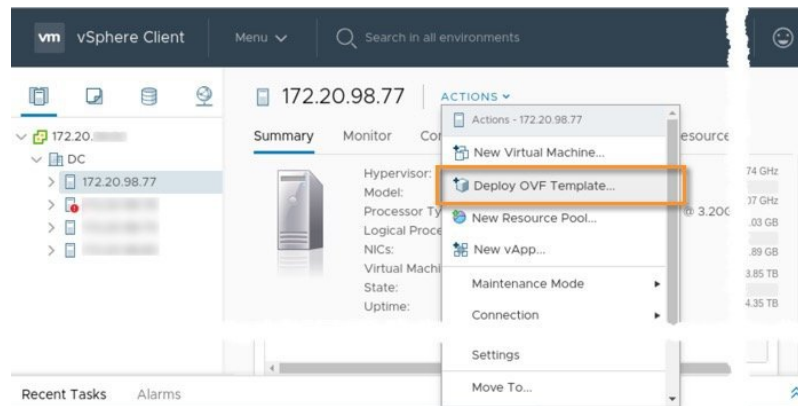 vm vSphere Client Menu Search in all environments
172.20.98.77 ACTIONS
172.20.
DC
172.20.98.77
Summary Monitor
Hypervisor:
Model:
Processor Ty
Logical Proce
NICs:
Virtual Machi
State:
Uptime:
Actions - 172.20.98.77
New Virtual Machine...
Deploy OVF Template...
New Resource Pool...
New vApp...
Maintenance Mode
Connection
Settings
Move To...
esource
74 GHz
07 GHz
@ 3.20G
.03 GB
.89 GB
3.85 TB
4.35 TB
Recent Tasks Alarms